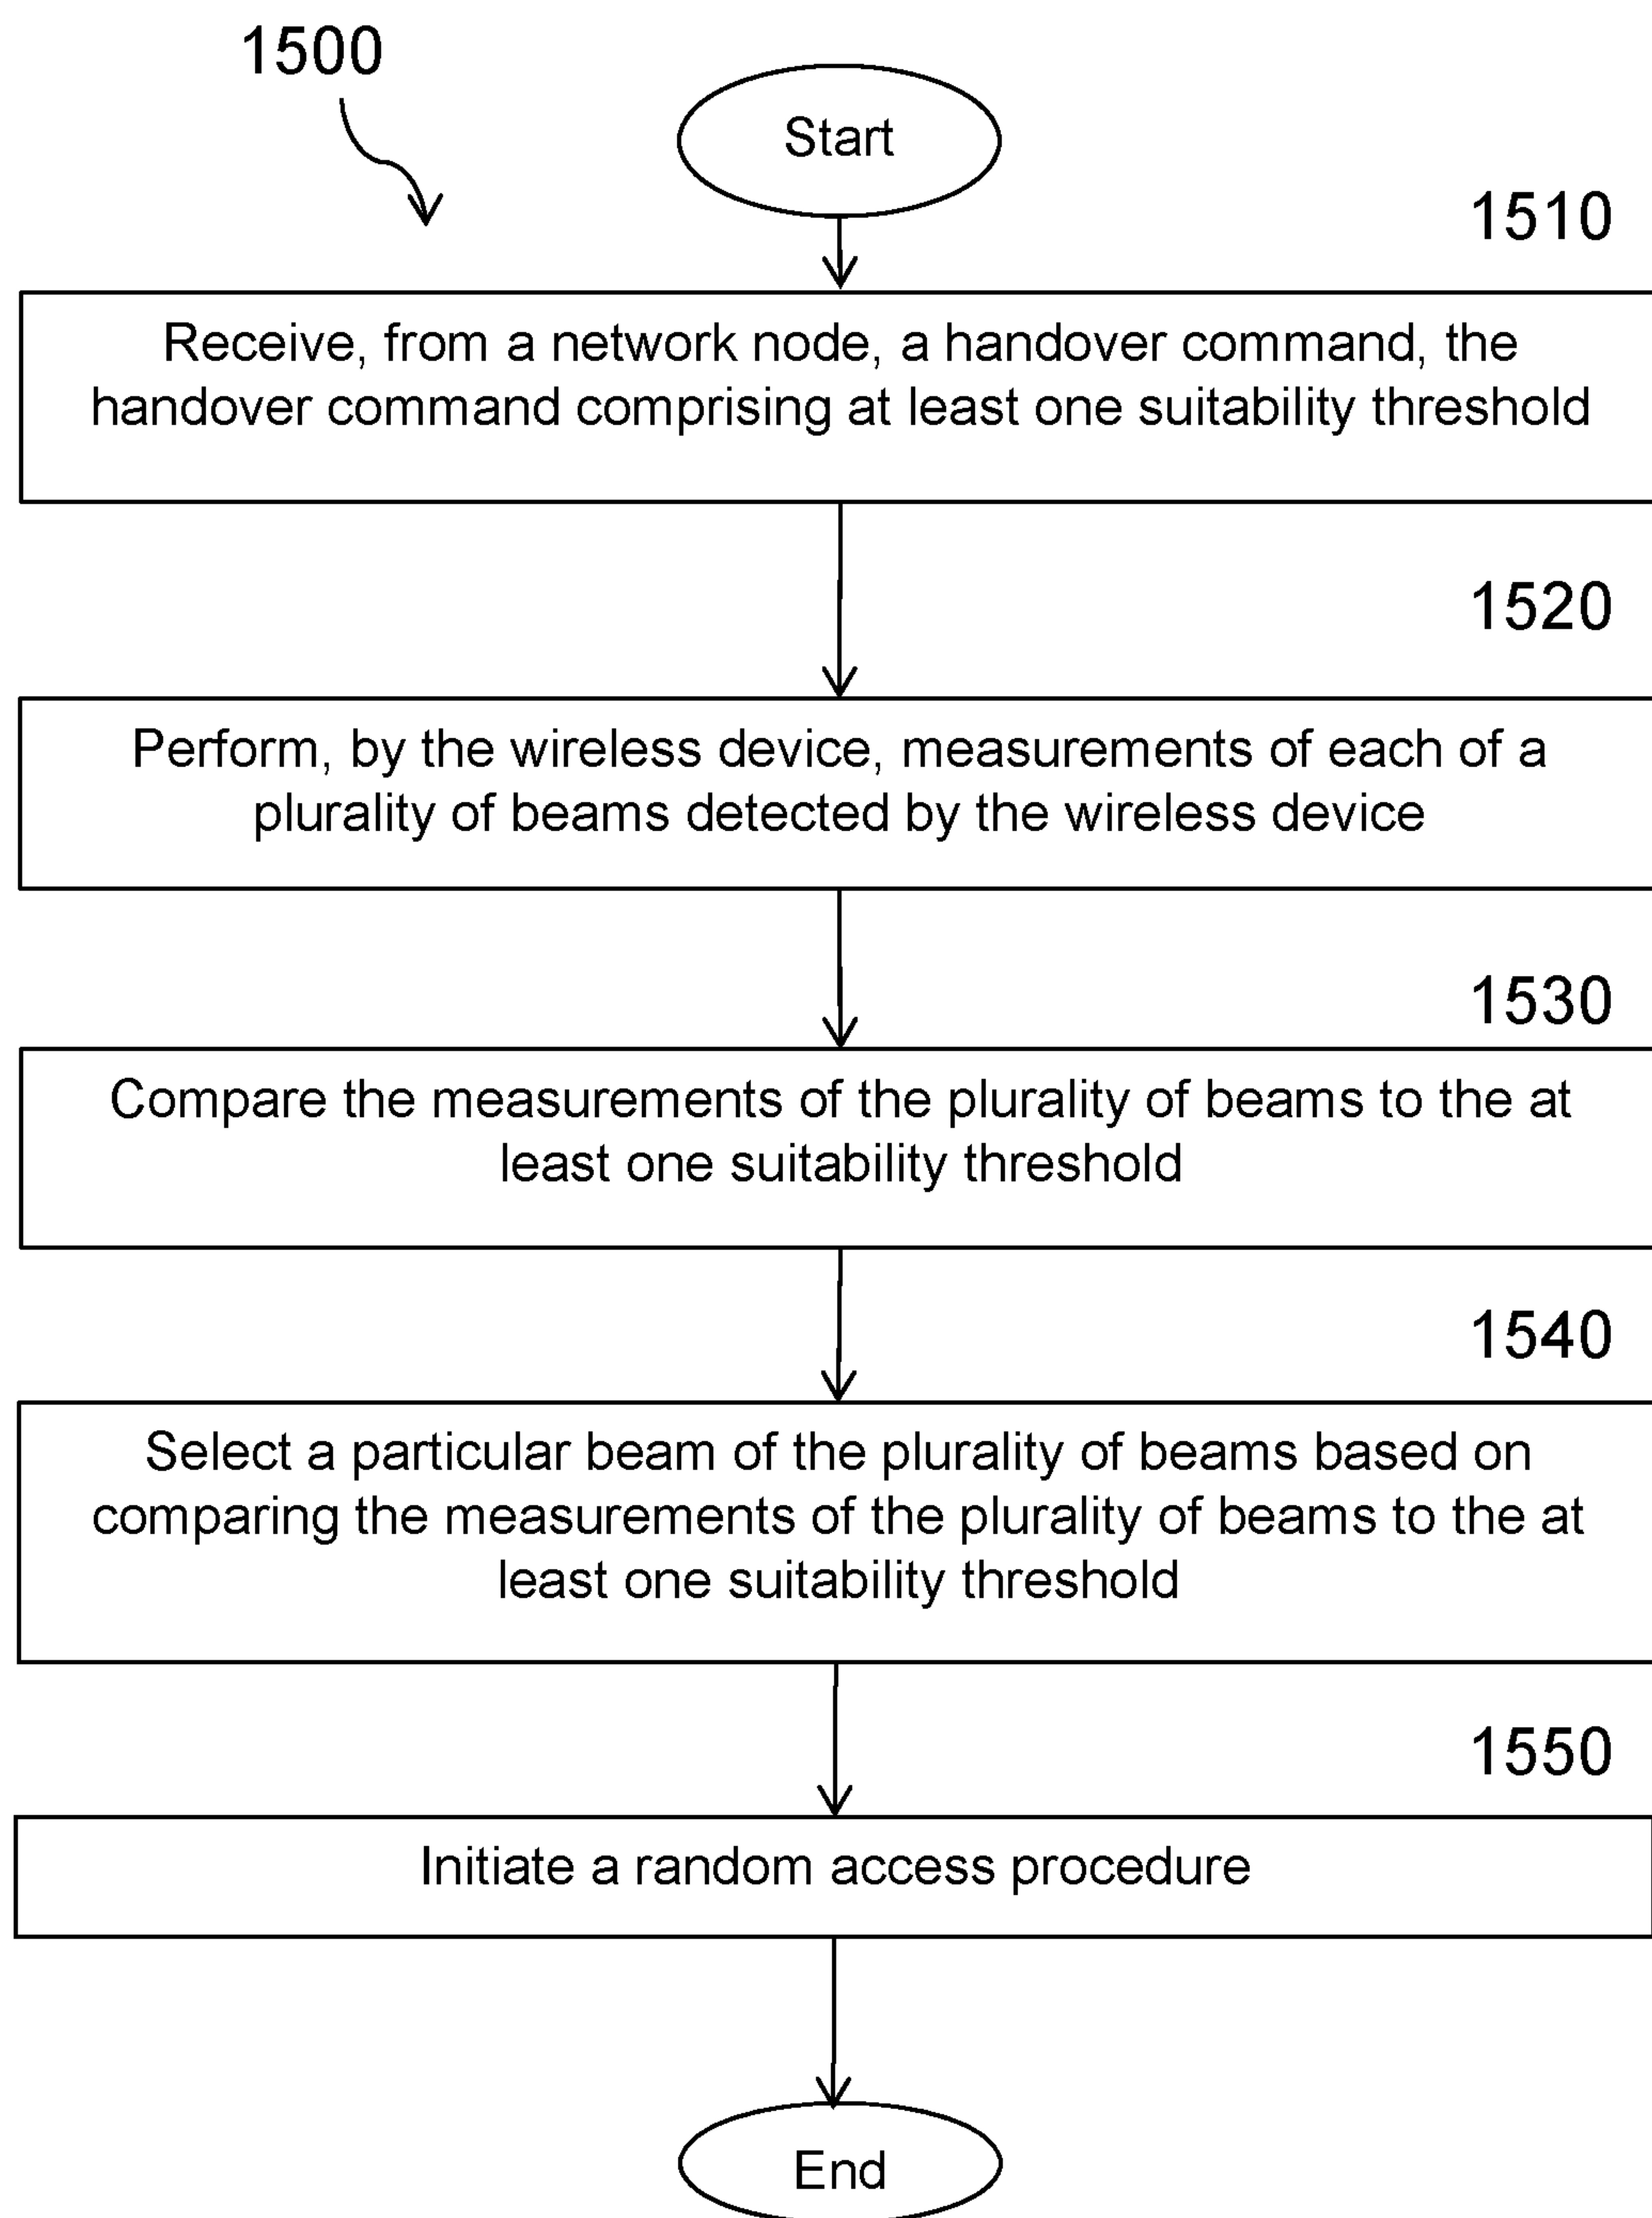 1500
Start
1510
Receive, from a network node, a handover command, the
handover command comprising at least one suitability threshold
1520
Perform, by the wireless device, measurements of each of a
plurality of beams detected by the wireless device
1530
Compare the measurements of the plurality of beams to the at
least one suitability threshold
1540
Select a particular beam of the plurality of beams based on
comparing the measurements of the plurality of beams to the at
least one suitability threshold
1550
Initiate a random access procedure
End